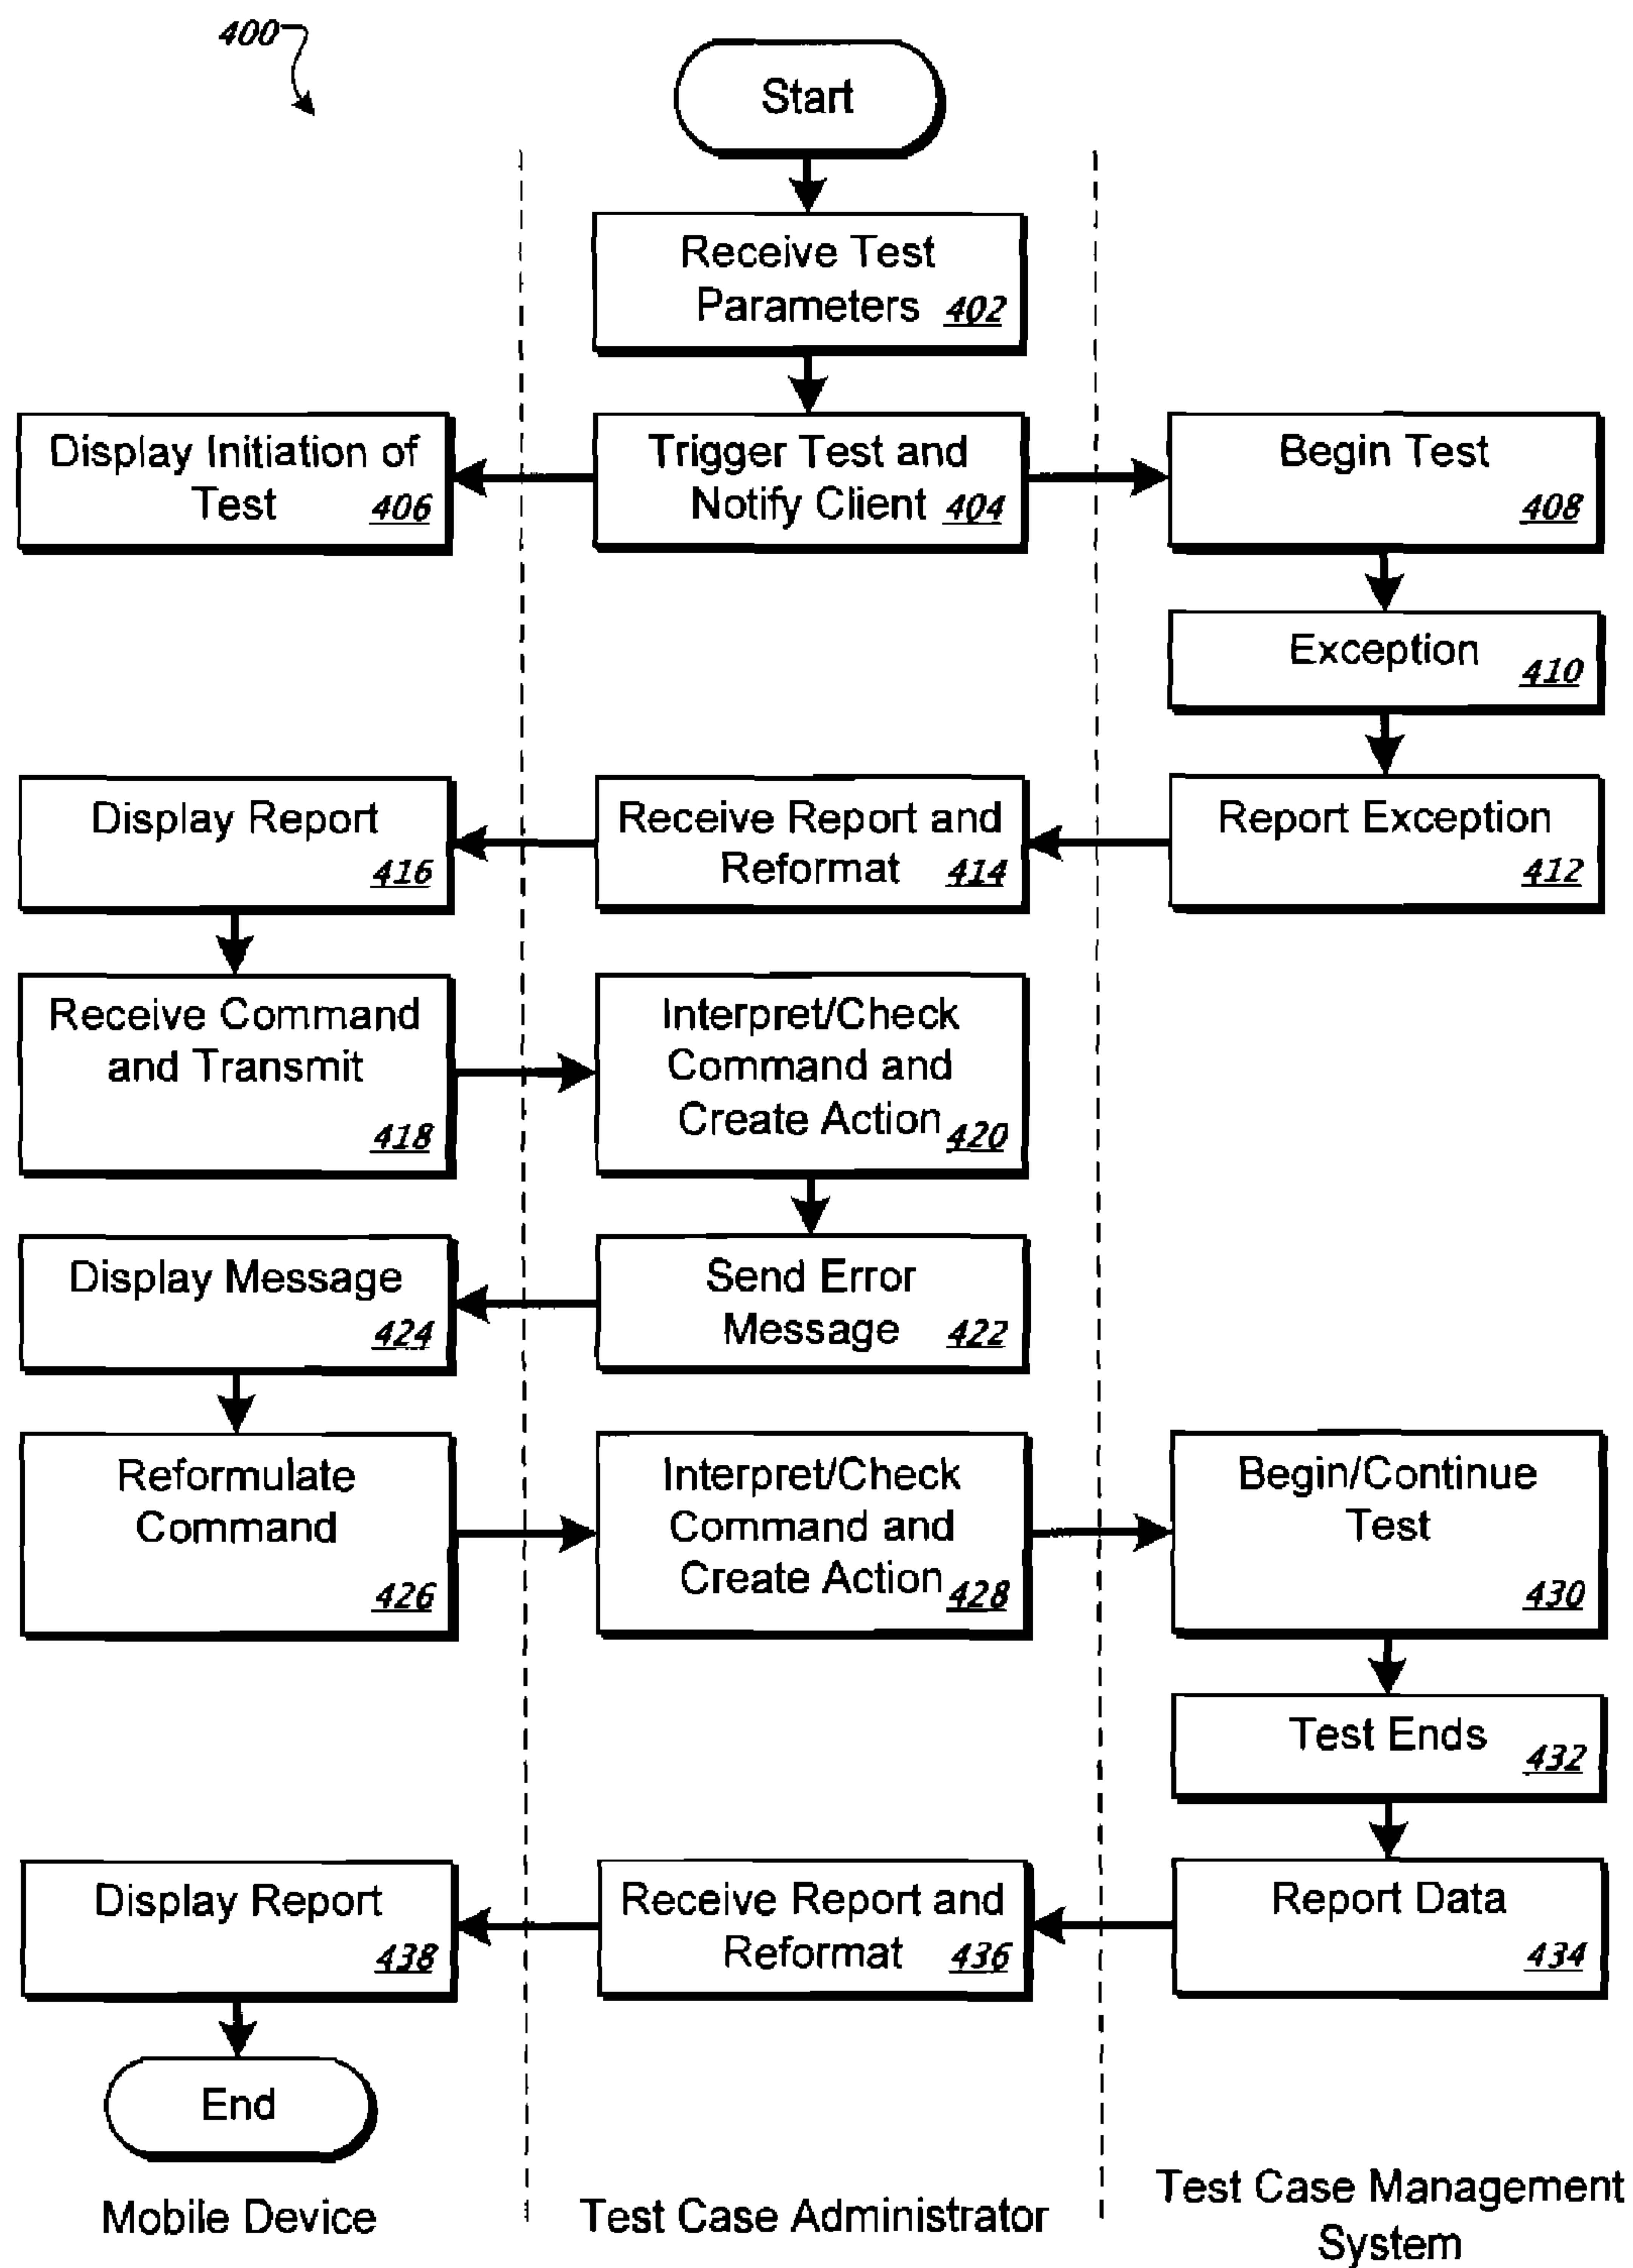 400
Start
Receive Test
Parameters 402
Display Initiation of
Test 406
Trigger Test and
Notify Client 404
Begin Test
408
Exception
410
Display Report
416
Receive Report and
Reformat 414
Report Exception
412
Receive Command
and Transmit
418
Interpret/Check
Command and
Create Action 420
Display Message
424
Send Error
Message 422
Reformulate
Command
426
Interpret/Check
Command and
Create Action 428
Begin/Continue
Test
430
Test Ends
432
Display Report
438
Receive Report and
Reformat 436
Report Data
434
End
Mobile Device
Test Case Administrator
Test Case Management
System